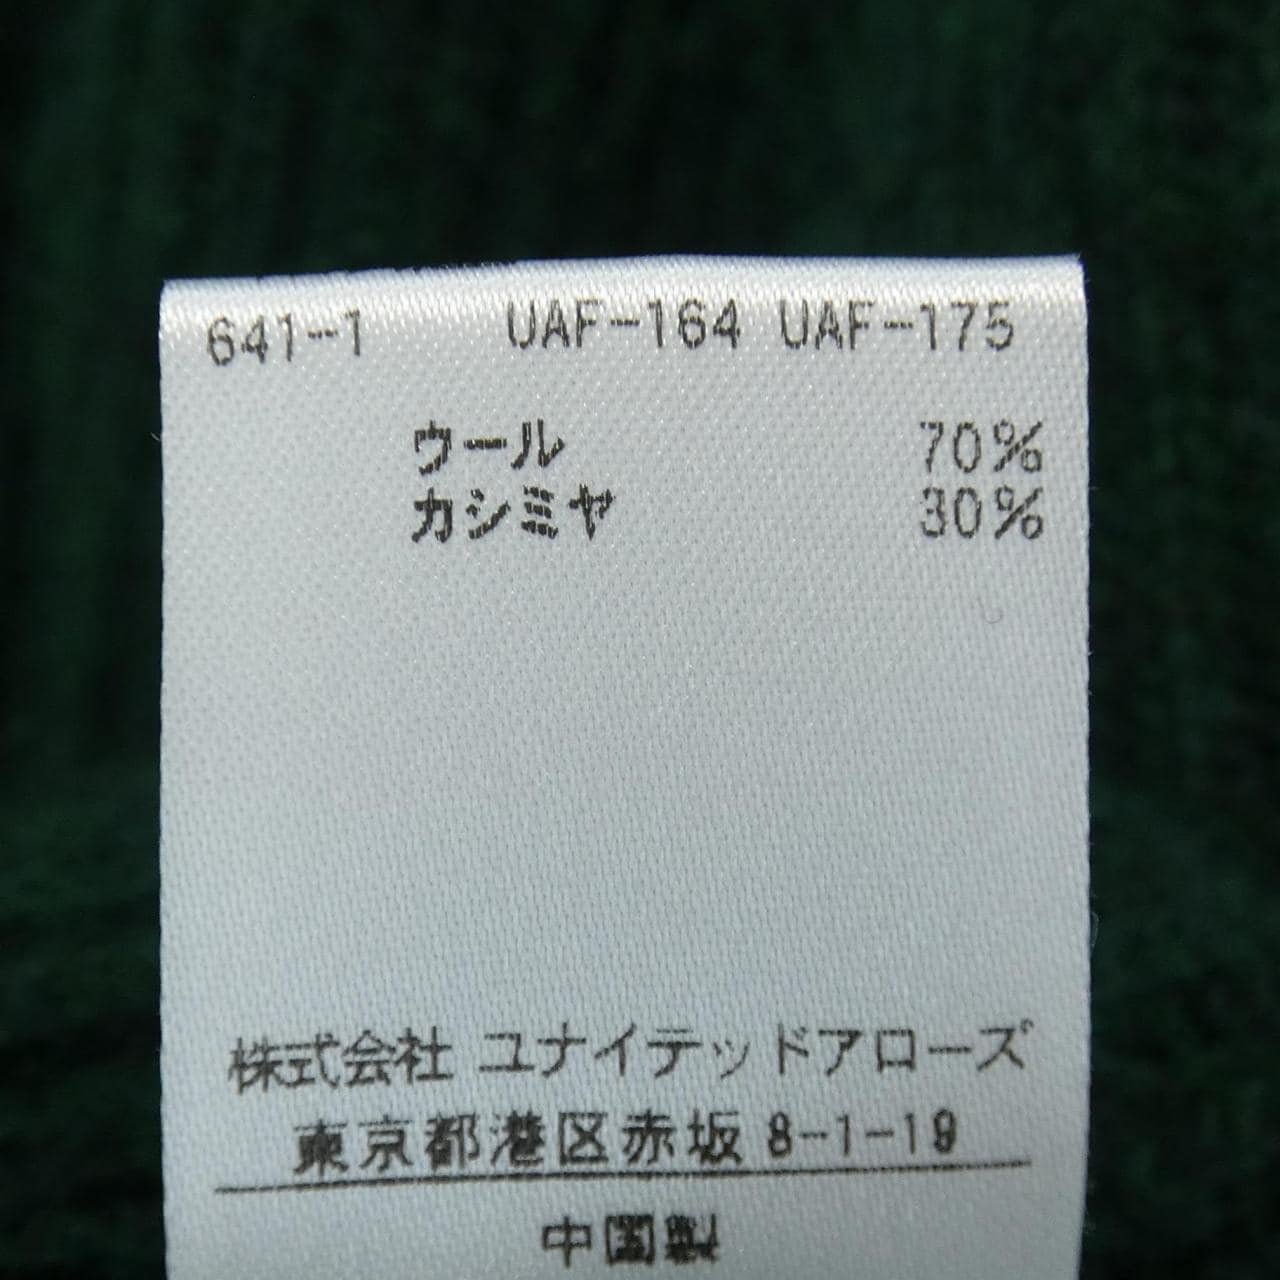 641-1 UAF-164 UAF-175
ウール 70%
カシミヤ 30%
株式会社 ユナイテッドアローズ
東京都港区赤坂 8-1-19
中国製